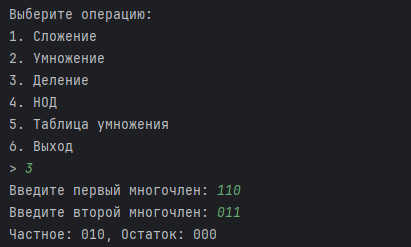 Выберите операцию:
1. Сложение
2. Умножение
3. Деление
4. НОД
5. Таблица умножения
6. Выход
> 3
Введите первый многочлен: 110
Введите второй многочлен: 011
Частное: 010, Остаток: 000